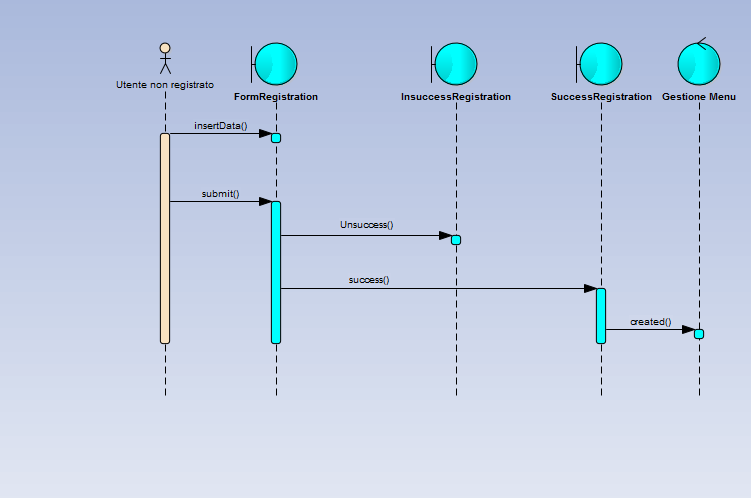 Utente non registrato
FormRegistration
InsuccessRegistration
SuccessRegistration
Gestione Menu
insertData()
submit()
Unsuccess()
success()
created()